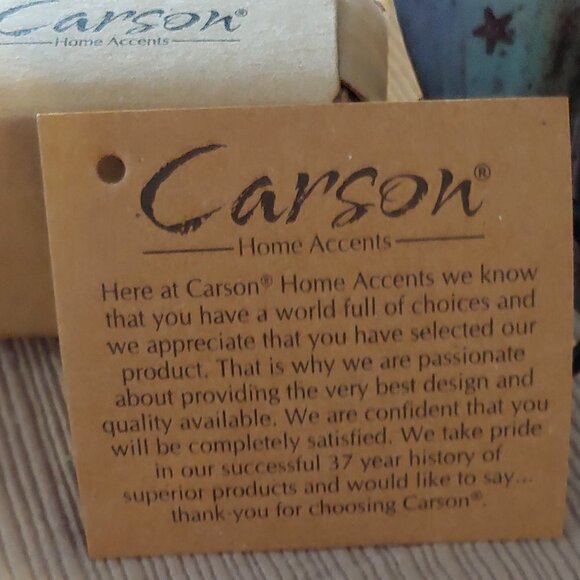 Carson®
Home Accents
Carson®
Home Accents
Here at Carson® Home Accents we know
that you have a world full of choices and
we appreciate that you have selected our
product. That is why we are passionate
about providing the very best design and
quality available. We are confident that you
will be completely satisfied. We take pride
in our successful 37 year history of
superior products and would like to say...
thank-you for choosing Carson®.